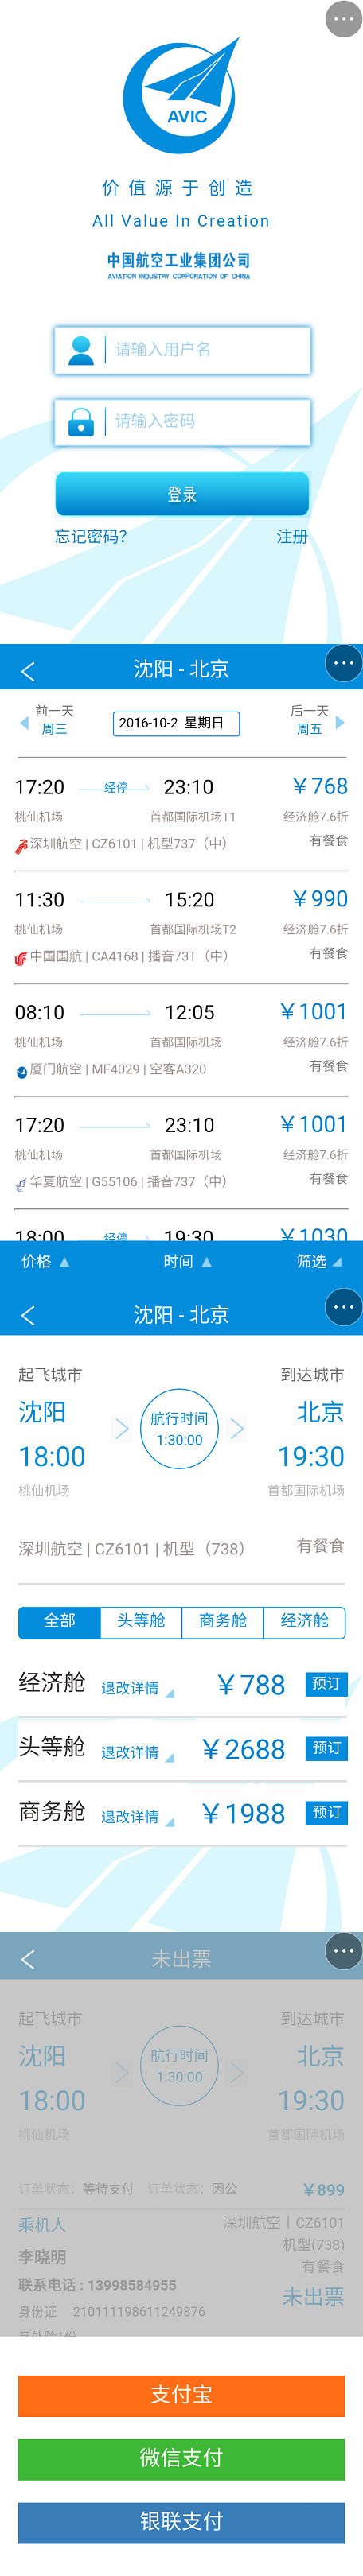 AVIC
价值源于创造
All Value In Creation
中国航空工业集团公司
AVIATION INDUSTRY CORPORATION OF CHINA
请输入用户名
请输入密码
登录
忘记密码? 注册
沈阳 - 北京
前一天 后一天
周三 2016-10-2 星期日 周五
17:20 经停 23:10 ￥768
桃仙机场 首都国际机场T1 经济舱7.6折
深圳航空 | CZ6101 | 机型737（中） 有餐食
11:30 15:20 ￥990
桃仙机场 首都国际机场T2 经济舱7.6折
中国国航 | CA4168 | 播音73T（中） 有餐食
08:10 12:05 ￥1001
桃仙机场 首都国际机场 经济舱7.6折
厦门航空 | MF4029 | 空客A320 有餐食
17:20 23:10 ￥1001
桃仙机场 首都国际机场 经济舱7.6折
华夏航空 | G55106 | 播音737（中） 有餐食
18:00 经停 19:30 ￥1030
价格 时间 筛选
沈阳 - 北京
起飞城市 到达城市
沈阳 航行时间 北京
18:00 1:30:00 19:30
桃仙机场 首都国际机场
深圳航空 | CZ6101 | 机型（738） 有餐食
全部 头等舱 商务舱 经济舱
经济舱 退改详情 ￥788 预订
头等舱 退改详情 ￥2688 预订
商务舱 退改详情 ￥1988 预订
未出票
起飞城市 到达城市
沈阳 航行时间 北京
18:00 1:30:00 19:30
桃仙机场 首都国际机场
订单状态：等待支付 订单状态：因公 ￥899
乘机人 深圳航空 | CZ6101
机型(738)
李晓明 有餐食
联系电话 : 13998584955 未出票
身份证 210111198611249876
意外险1份
支付宝
微信支付
银联支付